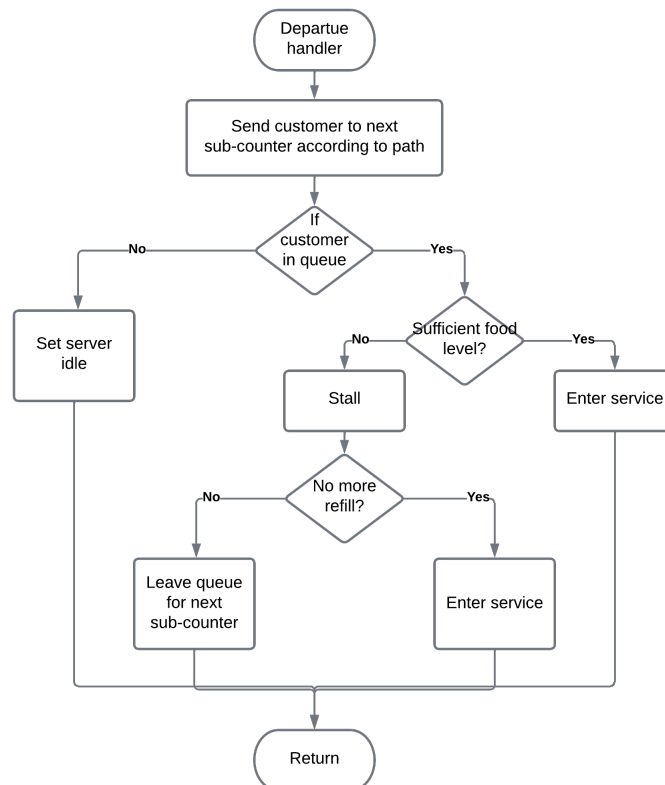 Departue
handler
Send customer to next
sub-counter according to path
If
customer
in queue
No
Yes
Set server
idle
Sufficient food
level?
No
Yes
Stall
Enter service
No more
refill?
No
Yes
Leave queue
for next
sub-counter
Enter service
Return